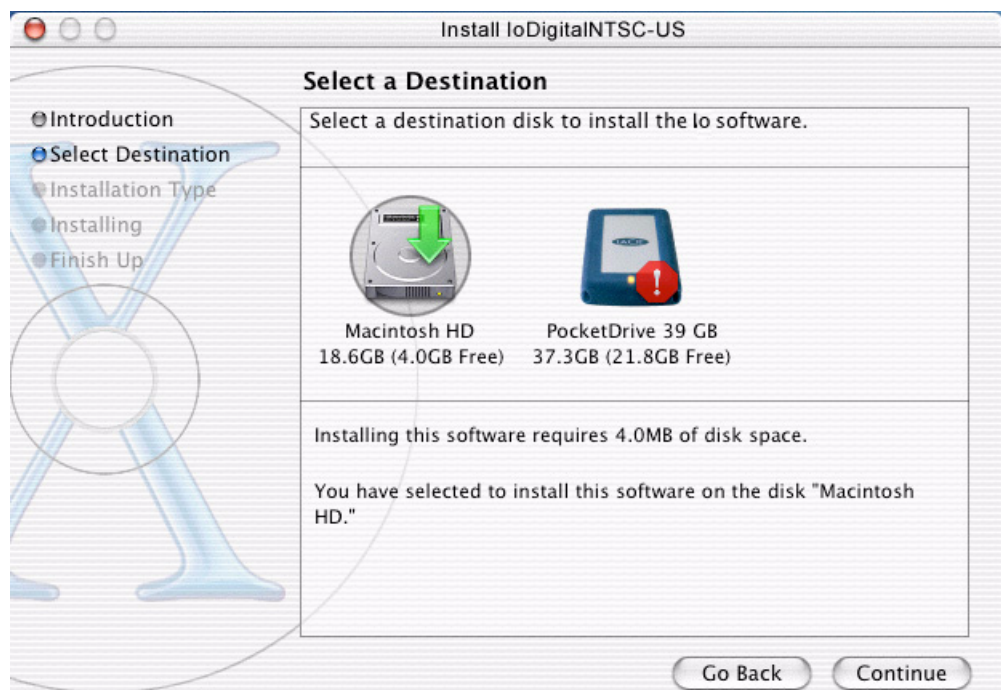 Install IoDigitalNTSC-US
Select a Destination
Introduction
Select Destination
Installation Type
Installing
Finish Up
Select a destination disk to install the Io software.
LACIE
Macintosh HD
18.6GB (4.0GB Free)
PocketDrive 39 GB
37.3GB (21.8GB Free)
Installing this software requires 4.0MB of disk space.
You have selected to install this software on the disk "Macintosh
HD."
Go Back
Continue